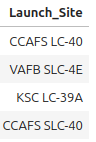 Launch_Site
CCAFS LC-40
VAFB SLC-4E
KSC LC-39A
CCAFS SLC-40